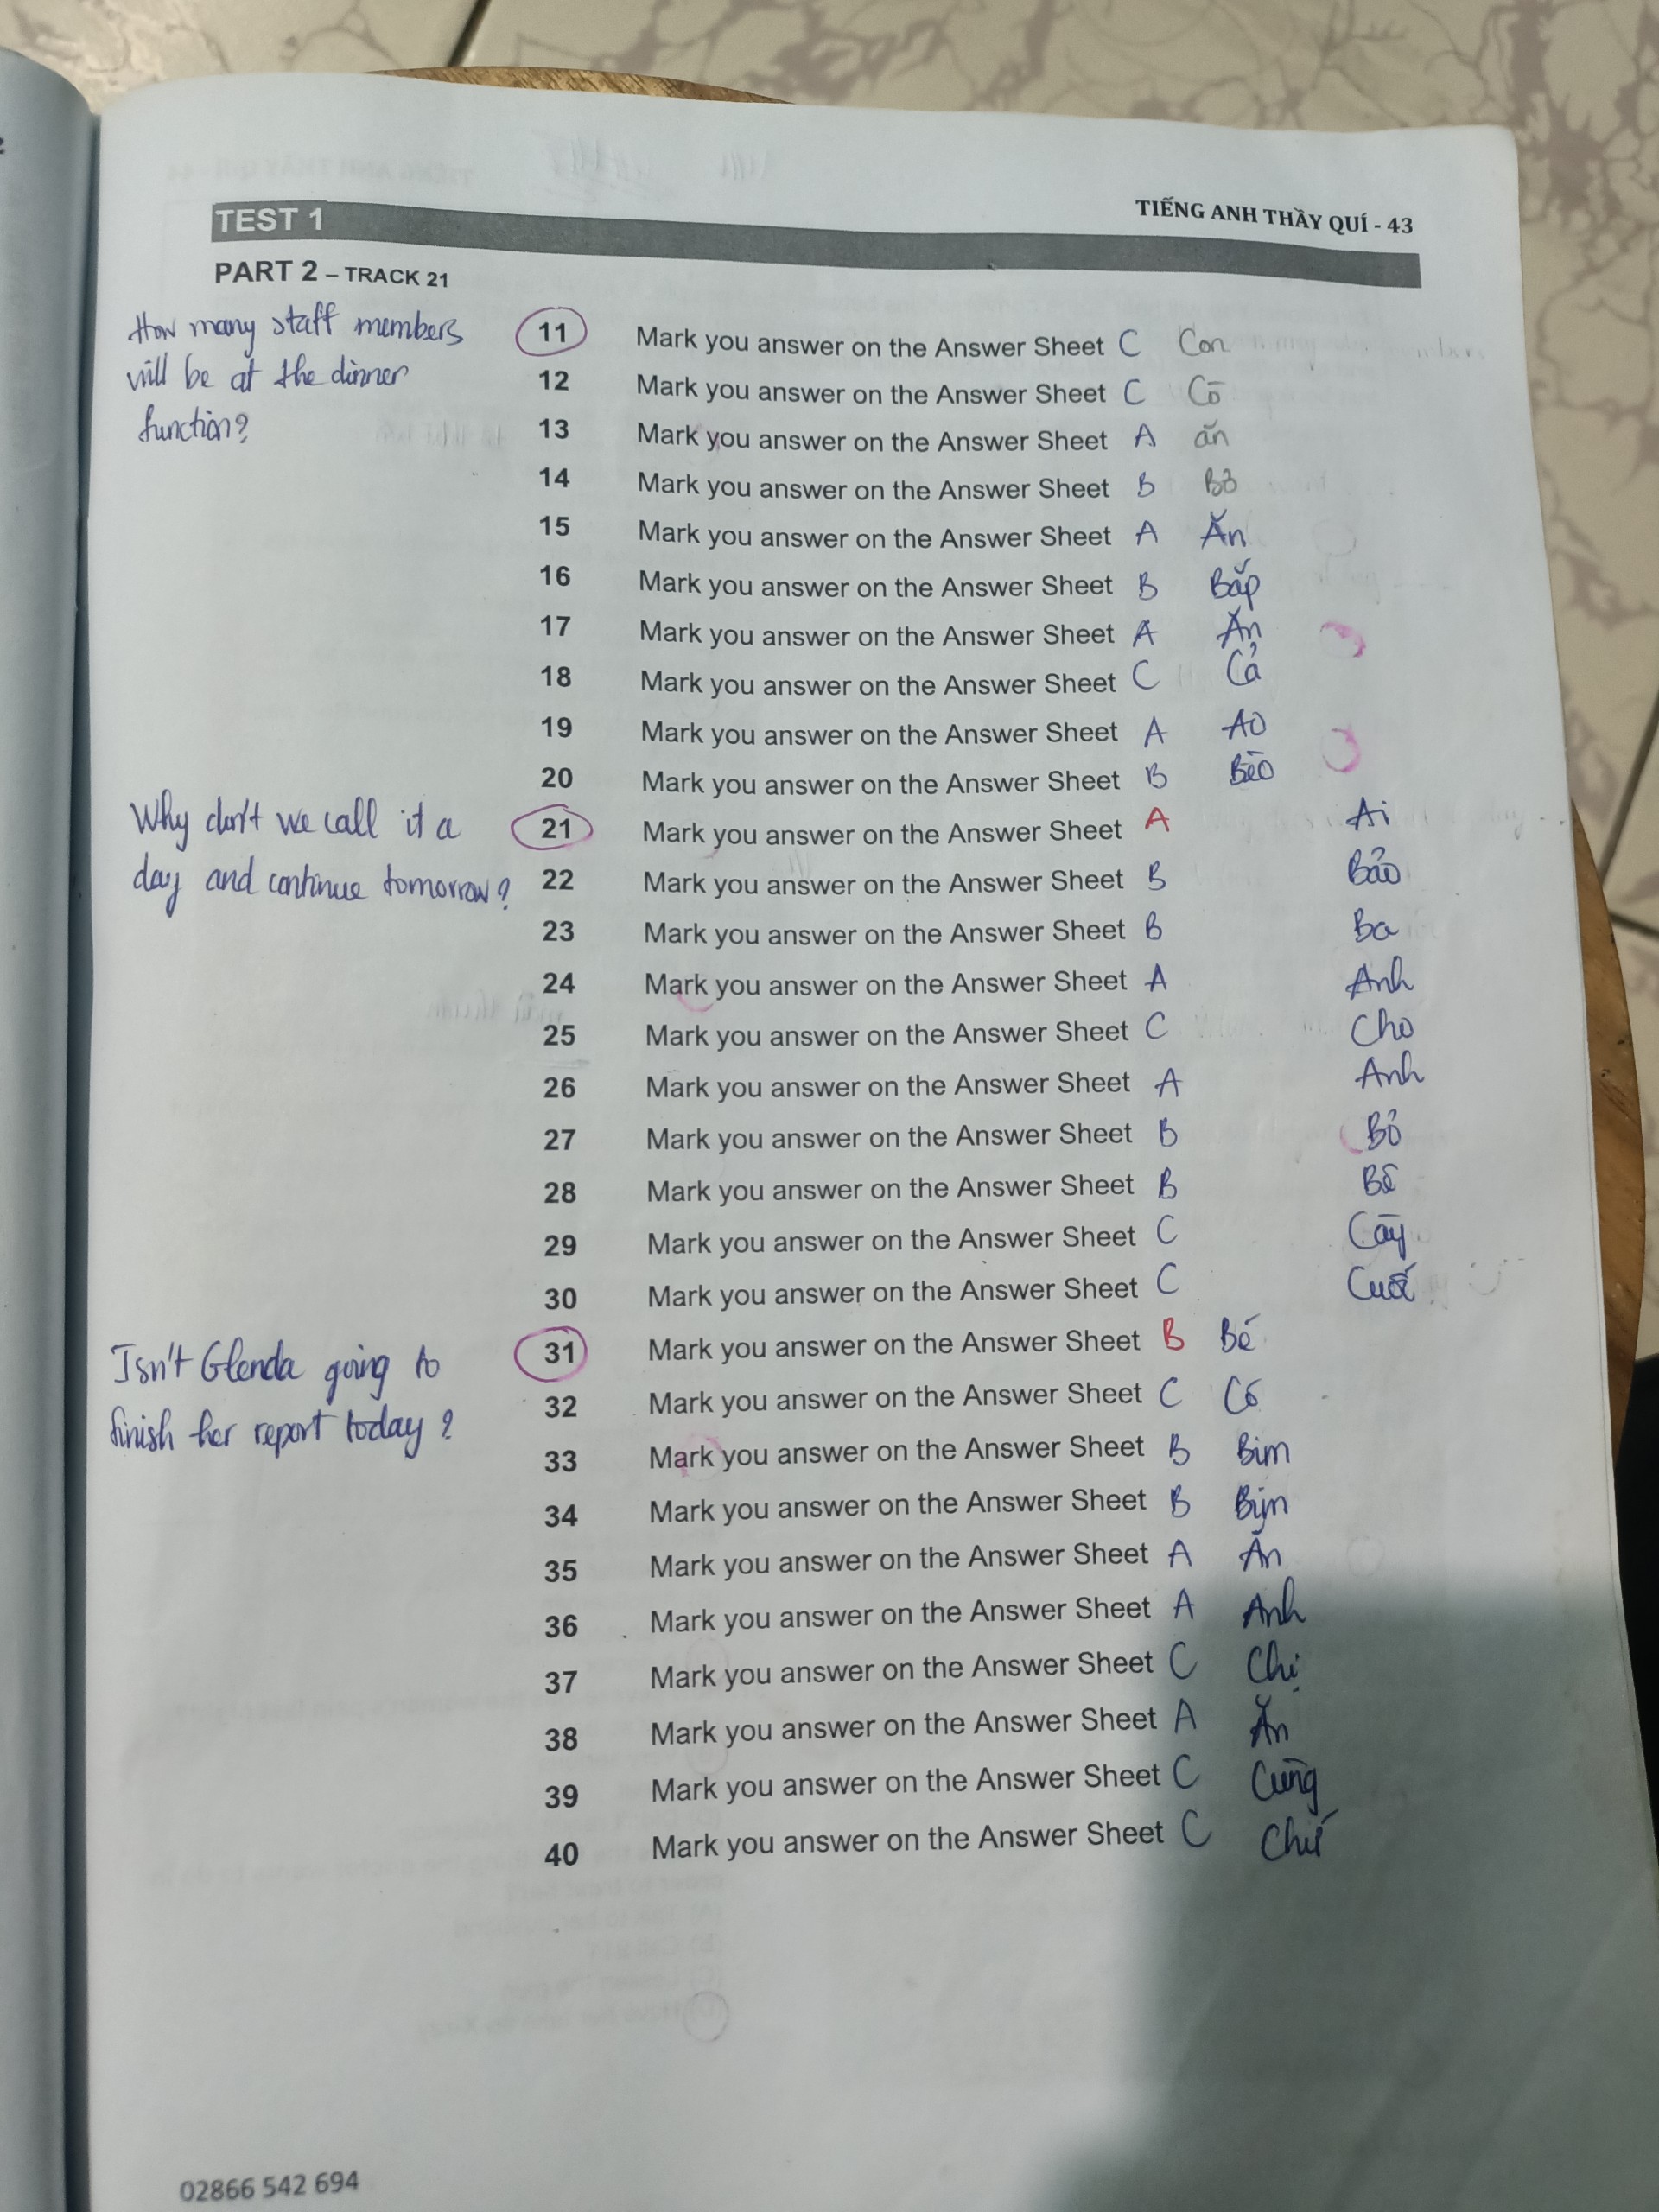 TIẾNG ANH THẦY QUÍ - 43
TEST 1
PART 2 – TRACK 21
How many staff members
will be at the dinner
function?
11 Mark you answer on the Answer Sheet C Con
12 Mark you answer on the Answer Sheet C Cō
13 Mark you answer on the Answer Sheet A ăn
14 Mark you answer on the Answer Sheet B
15 Mark you answer on the Answer Sheet A Ăn
16 Mark you answer on the Answer Sheet B Bắp
17 Mark you answer on the Answer Sheet A Ăn
18 Mark you answer on the Answer Sheet C Cả
19 Mark you answer on the Answer Sheet A AO
20 Mark you answer on the Answer Sheet B Bèo
Why don't we call it a
day and continue tomorrow?
21 Mark you answer on the Answer Sheet A Ai
22 Mark you answer on the Answer Sheet B Bảo
23 Mark you answer on the Answer Sheet B Ba
24 Mark you answer on the Answer Sheet A Anh
25 Mark you answer on the Answer Sheet C Cho
26 Mark you answer on the Answer Sheet A Anh
27 Mark you answer on the Answer Sheet B Bỏ
28 Mark you answer on the Answer Sheet B
29 Mark you answer on the Answer Sheet C Cày
30 Mark you answer on the Answer Sheet C
Isn't Glenda going to
finish her report today?
31 Mark you answer on the Answer Sheet B Bé
32 Mark you answer on the Answer Sheet C Có
33 Mark you answer on the Answer Sheet B Bim
34 Mark you answer on the Answer Sheet B
35 Mark you answer on the Answer Sheet A Ăn
36 Mark you answer on the Answer Sheet A Anh
37 Mark you answer on the Answer Sheet C Chị
38 Mark you answer on the Answer Sheet A Ăn
39 Mark you answer on the Answer Sheet C Cũng
40 Mark you answer on the Answer Sheet C Chứ
02866 542 694